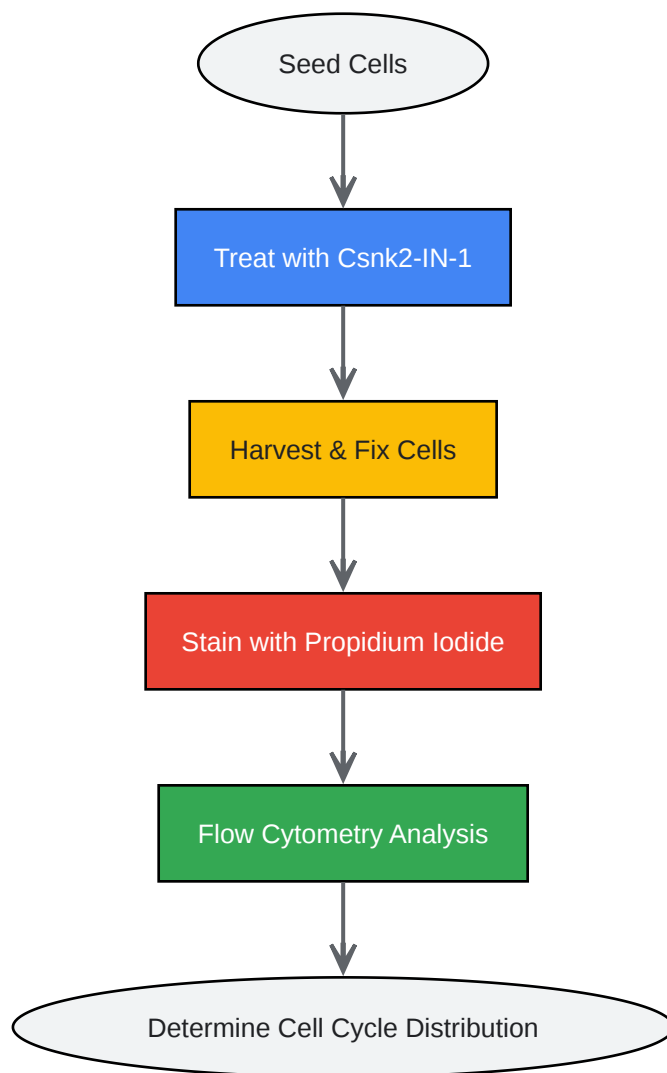 Seed Cells
Treat with Csnk2-IN-1
Harvest & Fix Cells
Stain with Propidium Iodide
Flow Cytometry Analysis
Determine Cell Cycle Distribution